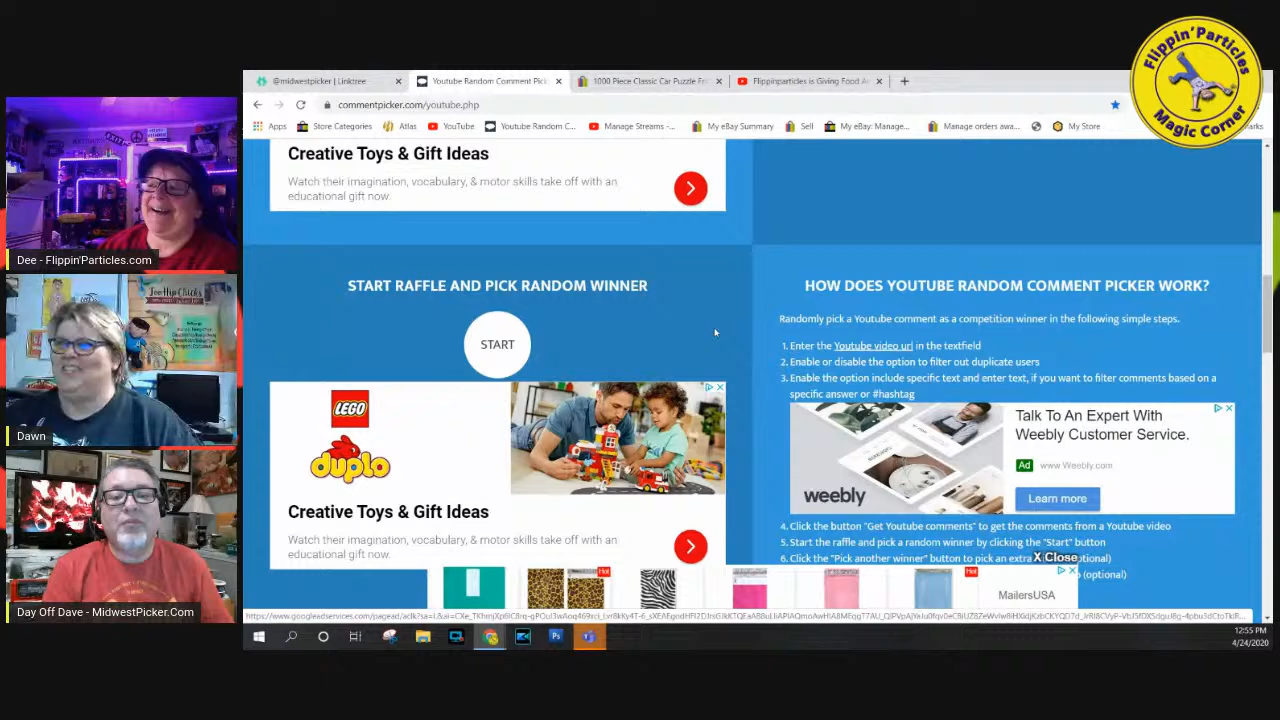 Flippin'Particles
Magic Corner
@midwestpicker | Linktree
Youtube Random Comment Pick
1000 Piece Classic Car Puzzle Fr
Flippinparticles is Giving Food A
commentpicker.com/youtube.php
Apps
Store Categories
Atlas
YouTube
Youtube Random C...
Manage Streams -...
My eBay Summary
Sell
My eBay: Manage...
Manage orders awa...
My Store
Creative Toys & Gift Ideas
Watch their imagination, vocabulary, & motor skills take off with an
educational gift now.
Dee - Flippin'Particles.com
START RAFFLE AND PICK RANDOM WINNER
START
HOW DOES YOUTUBE RANDOM COMMENT PICKER WORK?
Randomly pick a Youtube comment as a competition winner in the following simple steps.
1. Enter the Youtube video url in the textfield
2. Enable or disable the option to filter out duplicate users
3. Enable the option include specific text and enter text, if you want to filter comments based on a
specific answer or #hashtag
LEGO
duplo
Creative Toys & Gift Ideas
Watch their imagination, vocabulary, & motor skills take off with an
educational gift now.
Talk To An Expert With
Weebly Customer Service.
Ad www.Weebly.com
Learn more
weebly
4. Click the button "Get Youtube comments" to get the comments from a Youtube video
5. Start the raffle and pick a random winner by clicking the "Start" button
6. Click the "Pick another winner" button to pick an extra
X Close
optional)
(optional)
Dawn
Hot
Hot
MailersUSA
Day Off Dave - MidwestPicker.Com
12:55 PM
4/24/2020